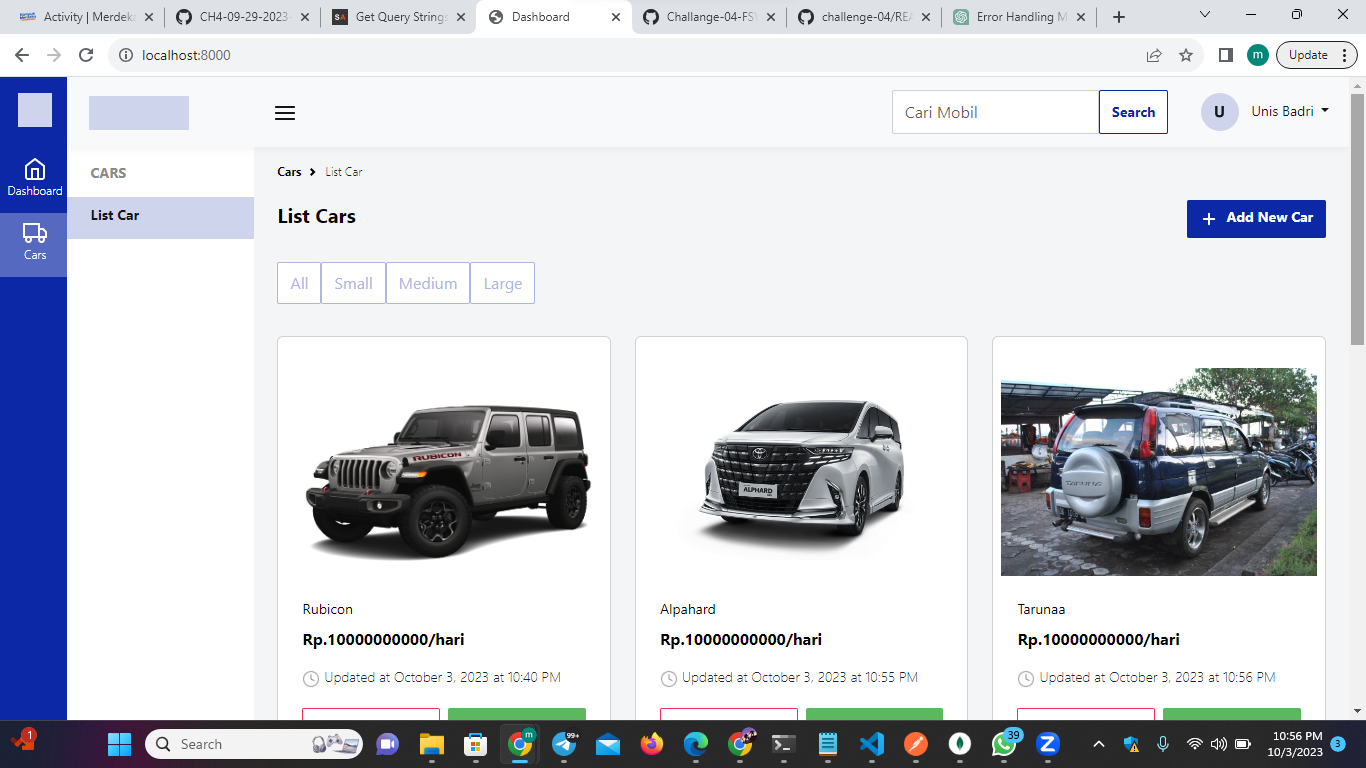 Activity | Merdeka
CH4-09-29-2023-
Get Query Strings
Dashboard
Challange-04-FSW
challenge-04/REA
Error Handling M
localhost:8000
m
Update
Cari Mobil
Search
U
Unis Badri
Dashboard
Cars
CARS
List Car
Cars
List Car
List Cars
+ Add New Car
All
Small
Medium
Large
RUBICON
ALPHARD
TARUNA
Rubicon
Rp.10000000000/hari
Updated at October 3, 2023 at 10:40 PM
Alpahard
Rp.10000000000/hari
Updated at October 3, 2023 at 10:55 PM
Tarunaa
Rp.10000000000/hari
Updated at October 3, 2023 at 10:56 PM
1
Search
m
99+
39
10:56 PM
10/3/2023
3